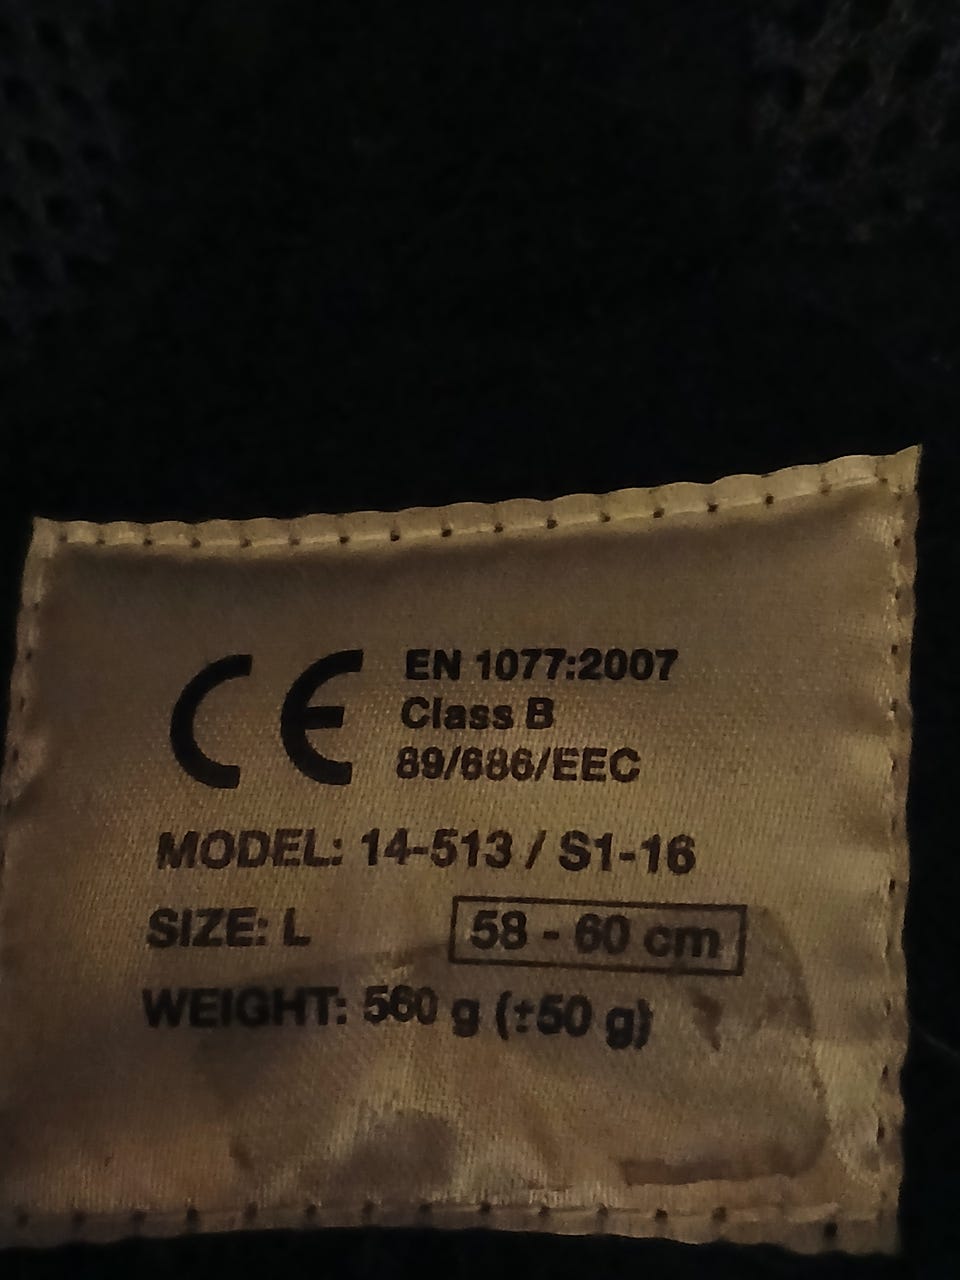 CE EN 1077:2007
Class B
89/686/EEC
MODEL: 14-513 / S1-16
SIZE: L 58 - 60 cm
WEIGHT: 560 g (±50 g)